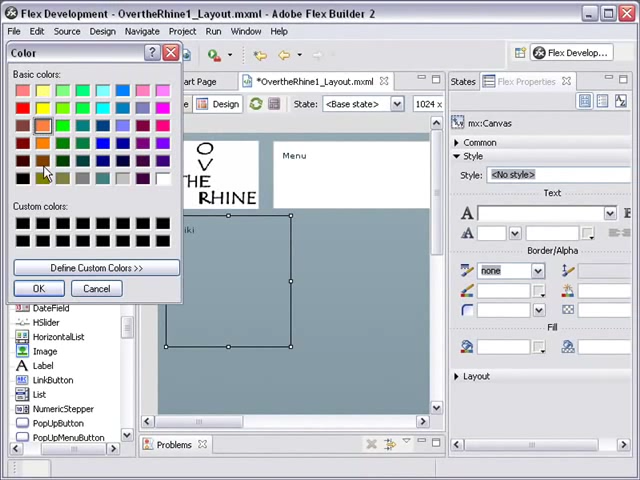 Flex Development - OvertheRhine1_Layout.mxml - Adobe Flex Builder 2
File Edit Source Design Navigate Project Run Window Help
Color
Flex Develop...
Basic colors:
Start Page
*OvertheRhine1_Layout.mxml
States
Flex Properties
Design
State:
<Base state>
1024 x
mx:Canvas
Common
Style
Style:
<No style>
Text
OVER
THE
RHINE
Menu
iki
Custom colors:
Border/Alpha
none
Define Custom Colors >>
OK
Cancel
Fill
DateField
HSlider
HorizontalList
Image
Label
LinkButton
List
NumericStepper
PopUpButton
PopUpMenuButton
Layout
Problems